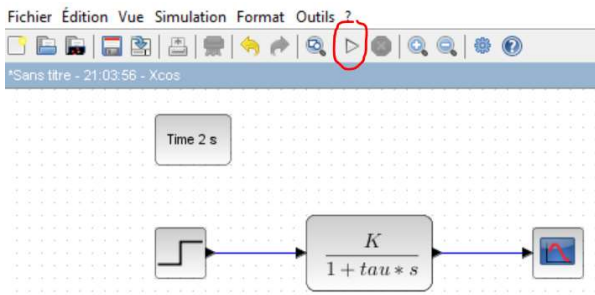 Fichier Édition Vue Simulation Format Outils ?
*Sans titre - 21:03:56 - Xcos
Time 2 s
K
1 + tau * s